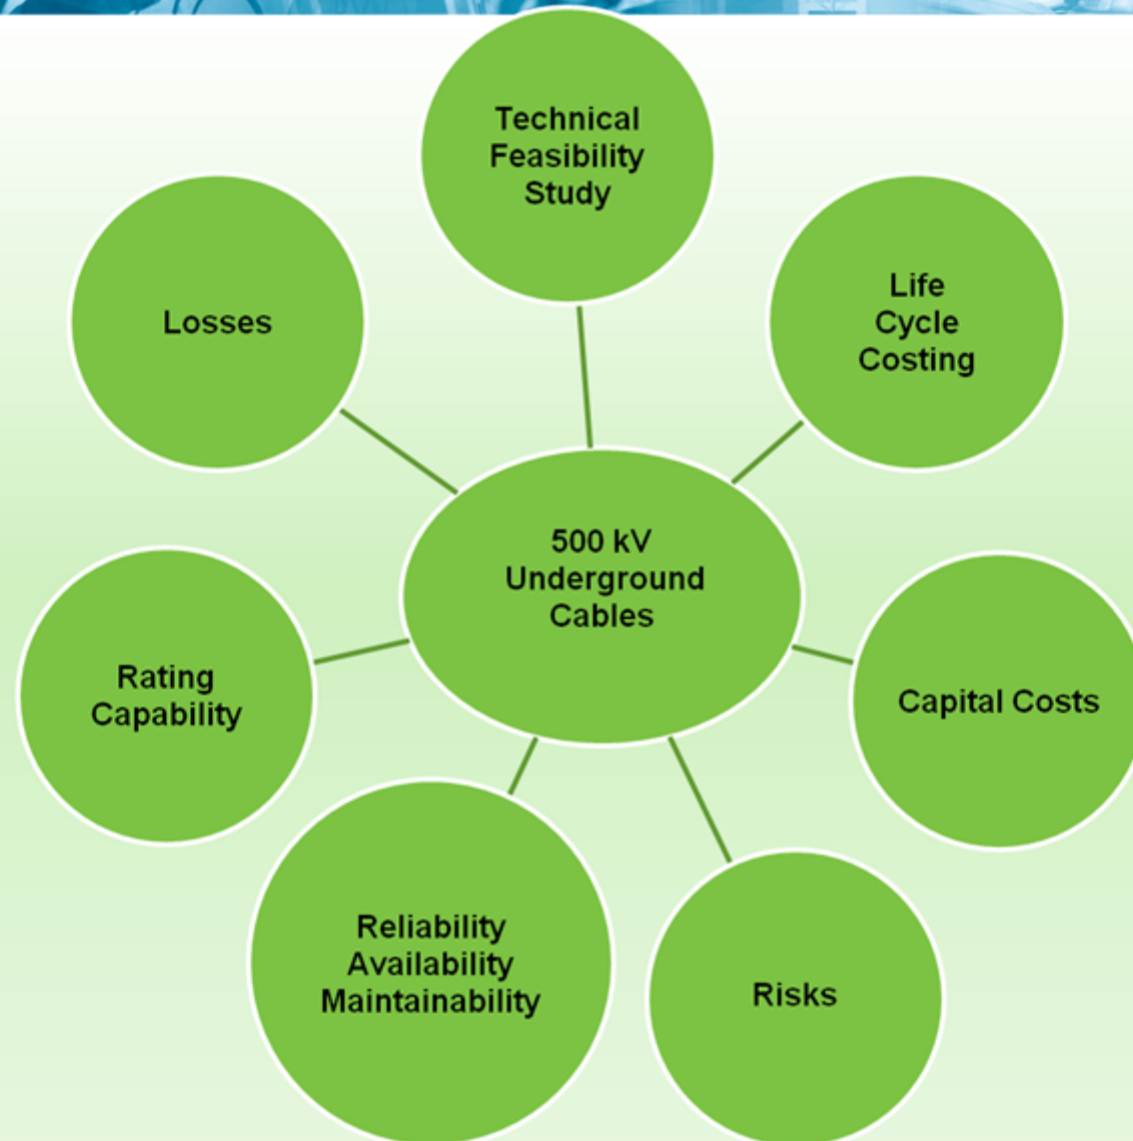 Technical
Feasibility
Study
Life
Cycle
Costing
Losses
500 kV
Underground
Cables
Capital Costs
Rating
Capability
Reliability
Availability
Maintainability
Risks